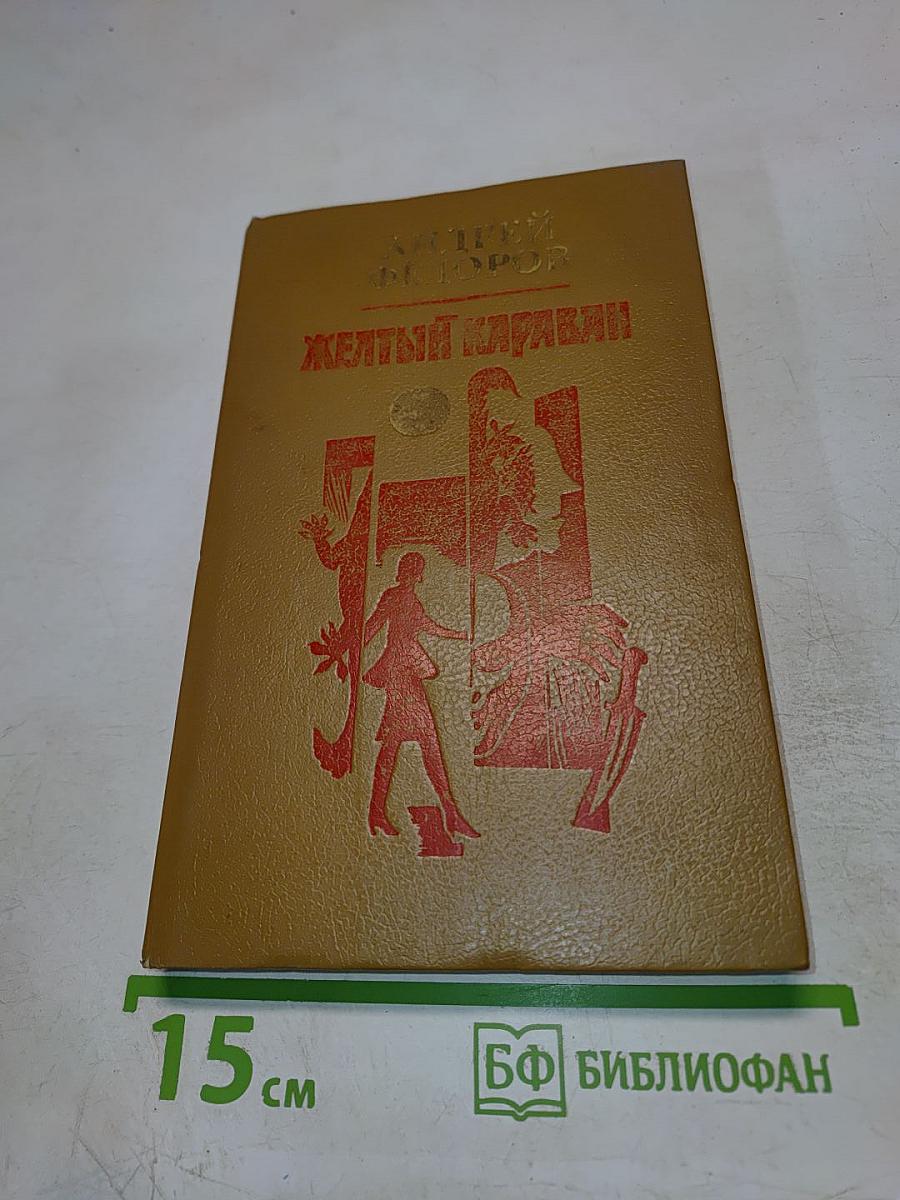 АНДРЕЙ
ФЕДОРОВ
ЖЕЛТЫЙ КАРАВАН
15 см
БФ БИБЛИОФАН